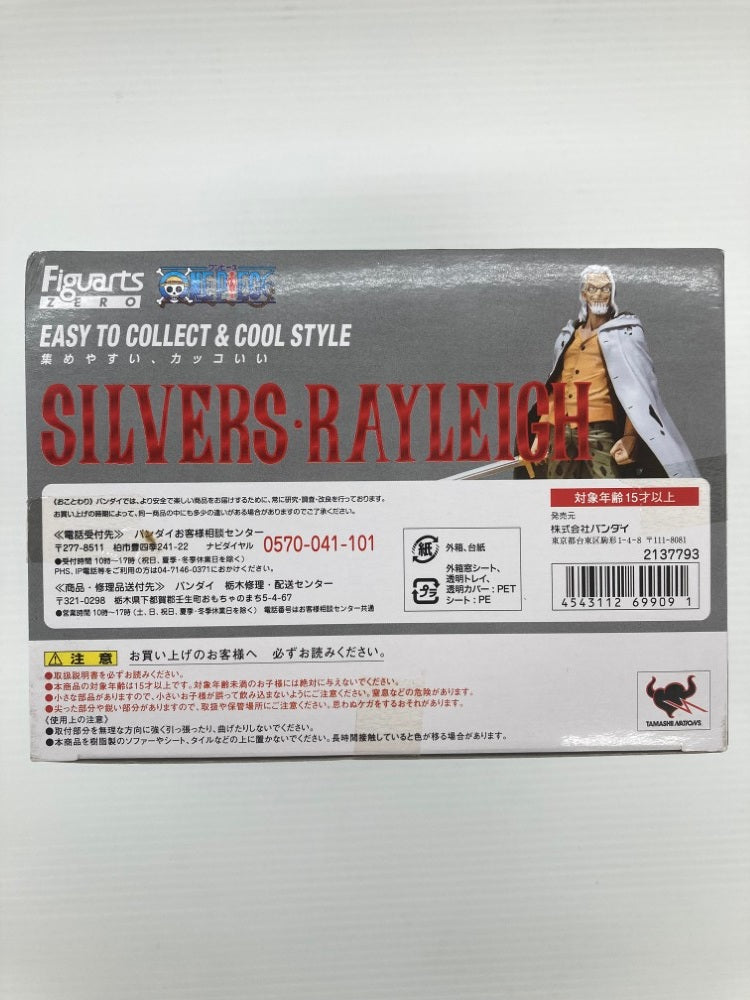 Figuarts
ZERO
ワンピース
ONE PIECE
EASY TO COLLECT & COOL STYLE
集めやすい、カッコいい
SILVERS・RAYLEIGH
《おことわり》バンダイでは、より安全で楽しい商品をお届けするために、常に研究・調査・改良を行っております。
お買い上げの時期によって、同一商品の中にも多少の違いがある場合がありますのでご了承ください。
≪電話受付先≫ バンダイお客様相談センター
〒277-8511 柏市豊四季241-22 ナビダイヤル 0570-041-101
●受付時間 10時〜17時(祝日、夏季・冬季休業日を除く)
PHS、IP電話等をご利用の方は04-7146-0371におかけください。
≪商品・修理品送付先≫ バンダイ 栃木修理・配送センター
〒321-0298 栃木県下都賀郡壬生町おもちゃのまち5-4-67
●営業時間 10時〜17時(土、日、祝日、夏季・冬季休業日を除く) 電話番号はお客様相談センター共通
紙
外箱、台紙
プラ
外箱窓シート、
透明トレイ、
透明カバー:PET
シート:PE
対象年齢15才以上
発売元
株式会社バンダイ
東京都台東区駒形1-4-8 〒111-8081
2137793
4543112 699091
注意 お買い上げのお客様へ 必ずお読みください。
●取扱説明書を必ずお読みください。
●本商品の対象年齢は15才以上です。対象年齢未満のお子様には絶対に与えないでください。
●小さな部品がありますので、小さいお子様が誤って飲み込まないようにご注意ください。窒息などの危険があります。
●尖った部分や鋭い部分がありますので、取扱や保管場所にご注意ください。思わぬケガをするおそれがあります。
《使用上の注意》
●取付部分を無理な方向に強く引っ張ったり、曲げたりしないでください。
●本商品を樹脂製のソファーやシート、タイルなどの上に置かないでください。長時間接触していると色が移る場合があります。
TAMASHII NATIONS